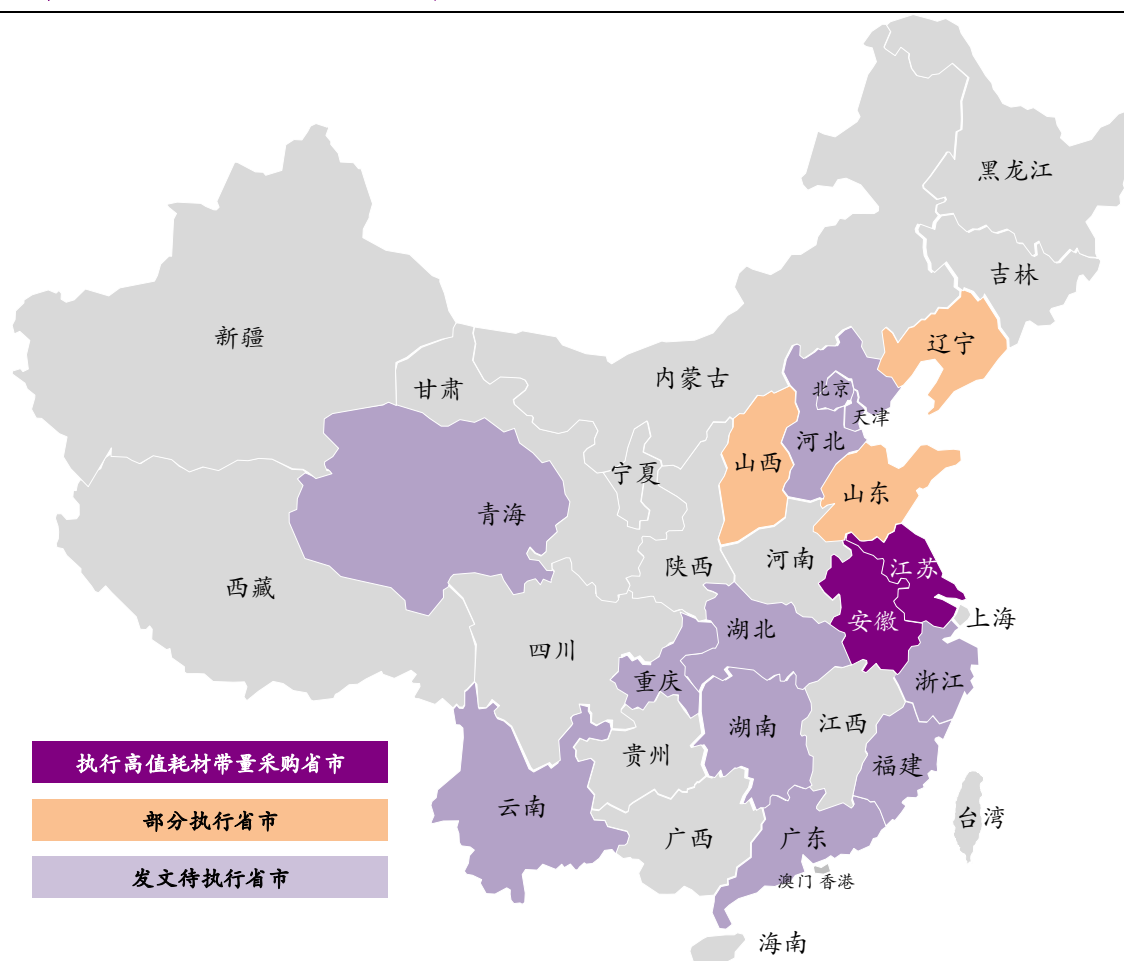 黑龙江
吉林
新疆
辽宁
内蒙古
甘肃
北京
天津
河北
山西
宁夏
山东
青海
河南
陕西
江苏
西藏
上海
安徽
湖北
四川
重庆
浙江
江西
湖南
贵州
福建
执行高值耗材带量采购省市
云南
台湾
部分执行省市
广西
广东
发文待执行省市
澳门 香港
海南